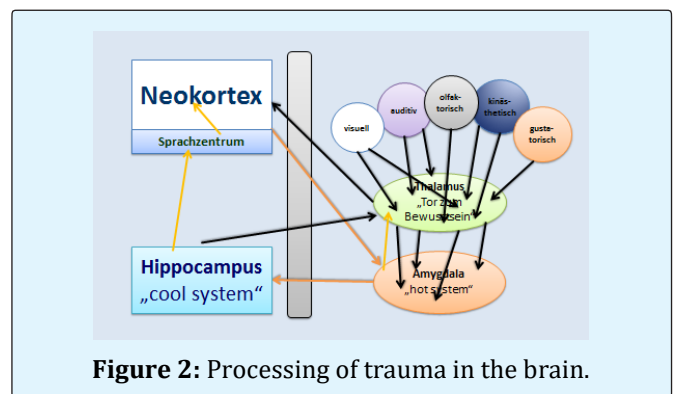 Neokortex
Sprachzentrum
visuell
auditiv
olfak-
torisch
kinäs-
thetisch
gusta-
torisch
Thalamus
„Tor zum
Bewusstsein“
Hippocampus
„cool system“
Amygdala
„hot system“
Figure 2: Processing of trauma in the brain.